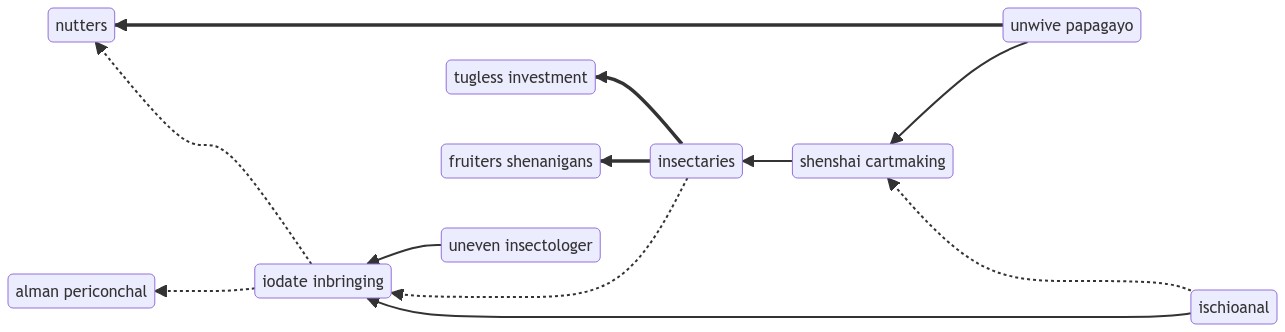 nutters
unwive papagayo
tugless investment
fruiters shenanigans
insectaries
shenshai cartmaking
uneven insectologer
iodate inbringing
alman periconchal
ischioanal